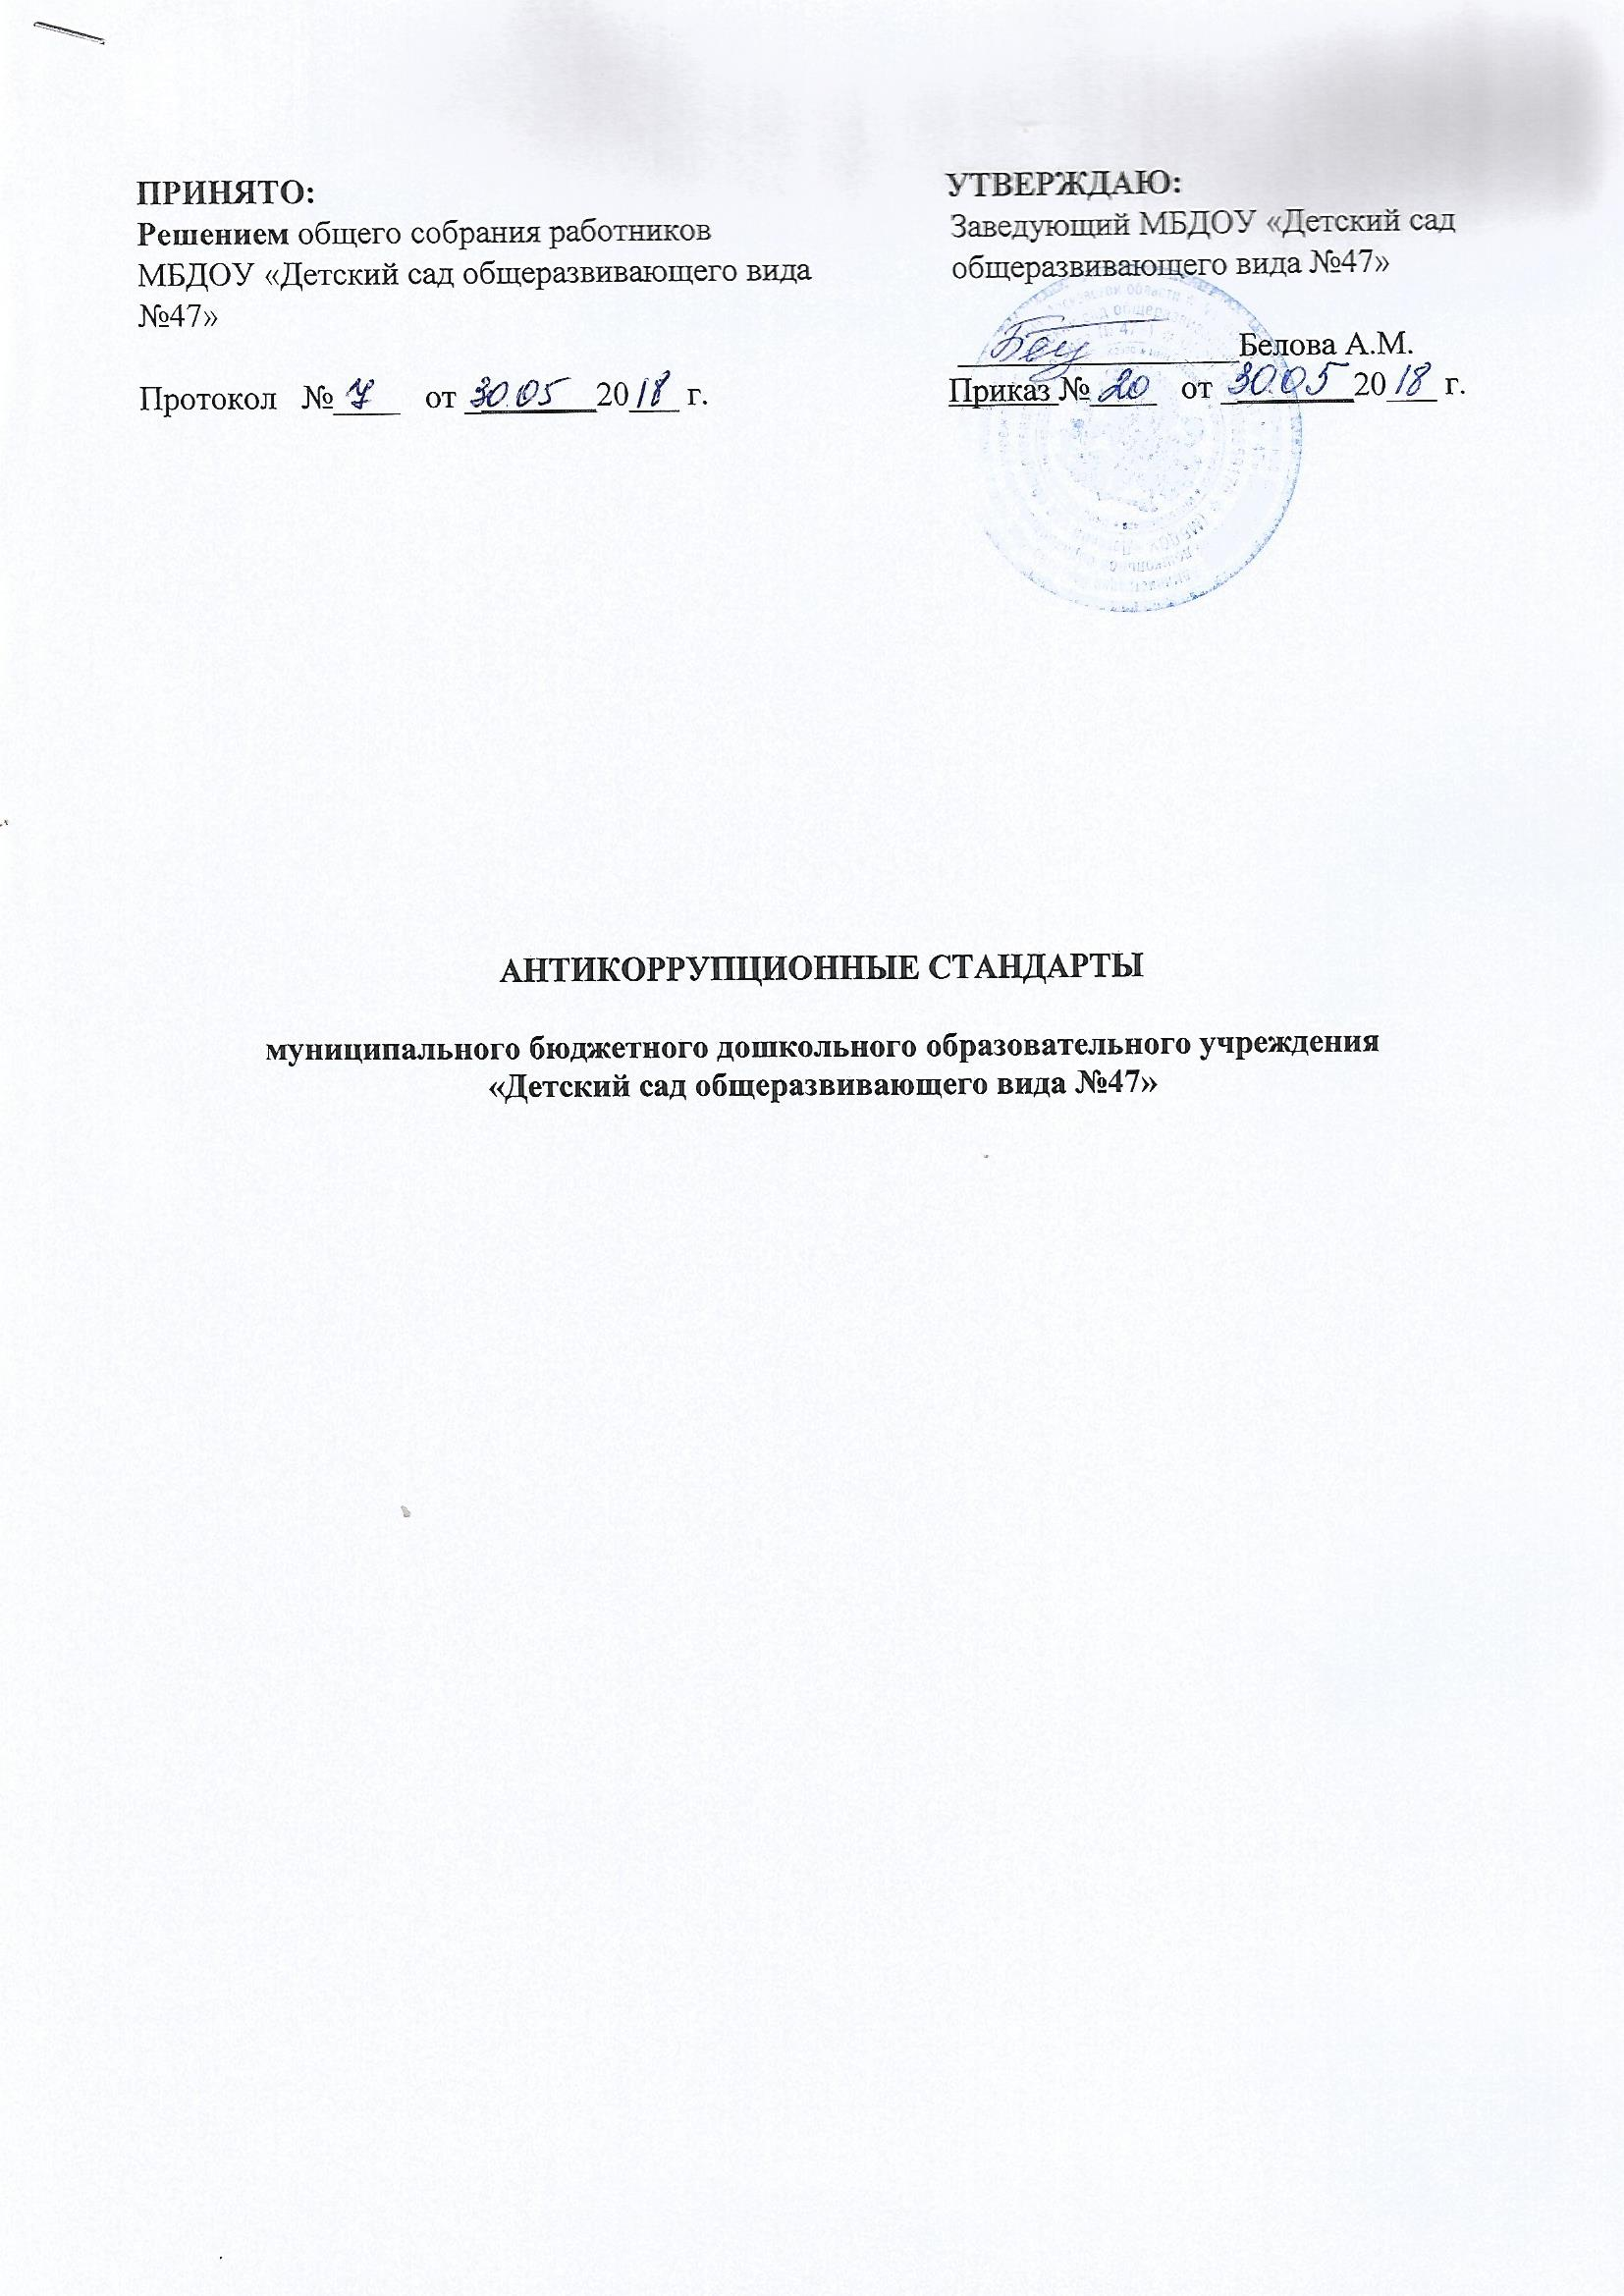 ПРИНЯТО:
Решением общего собрания работников
МБДОУ «Детский сад общеразвивающего вида
№47»
Протокол № 7 от 30.05 2018 г.
УТВЕРЖДАЮ:
Заведующий МБДОУ «Детский сад
общеразвивающего вида №47»
Белова А.М.
Приказ № 20 от 30.05 2018 г.
АНТИКОРРУПЦИОННЫЕ СТАНДАРТЫ
муниципального бюджетного дошкольного образовательного учреждения
«Детский сад общеразвивающего вида №47»